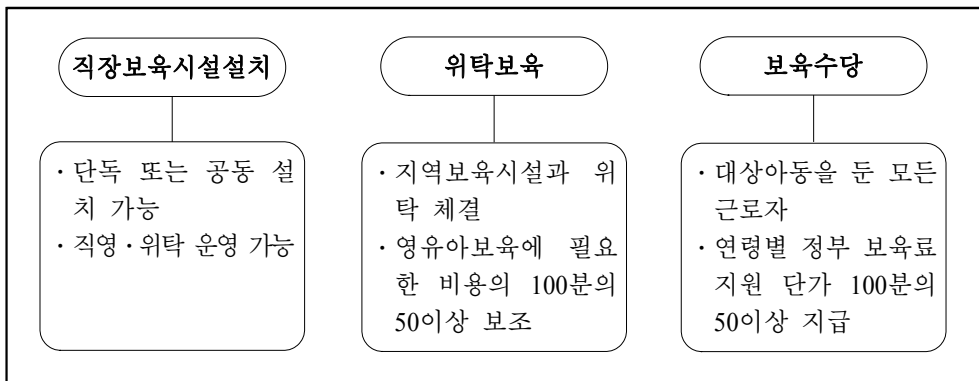 직장보육시설설치
· 단독 또는 공동 설
치 가능
· 직영·위탁 운영 가능
위탁보육
· 지역보육시설과 위
탁 체결
· 영유아보육에 필요
한 비용의 100분의
50이상 보조
보육수당
· 대상아동을 둔 모든
근로자
· 연령별 정부 보육료
지원 단가 100분의
50이상 지급